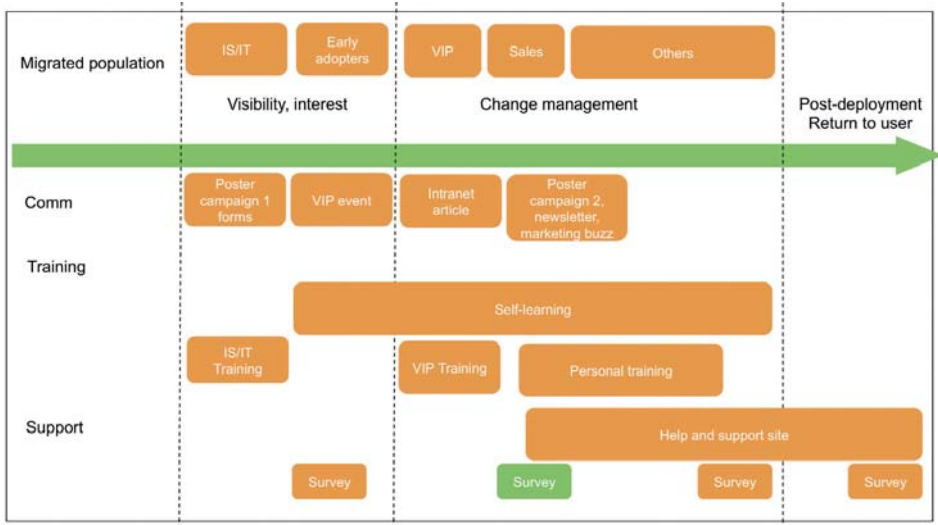 Migrated population
IS/IT
Early
adopters
VIP
Sales
Others
Visibility, interest
Change management
Post-deployment
Return to user
Comm
Poster
campaign 1
forms
VIP event
Intranet
article
Poster
campaign 2,
newsletter,
marketing buzz
Training
Self-learning
IS/IT
Training
VIP Training
Personal training
Support
Help and support site
Survey
Survey
Survey
Survey